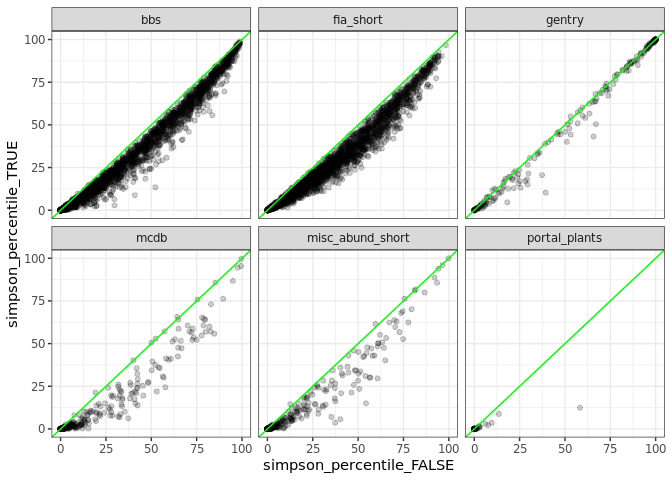 bbs
fia_short
gentry
100
75
50
25
0
mcdb
misc_abund_short
portal_plants
100
75
50
25
0
0 25 50 75 100
0 25 50 75 100
0 25 50 75 100
simpson_percentile_FALSE
simpson_percentile_TRUE